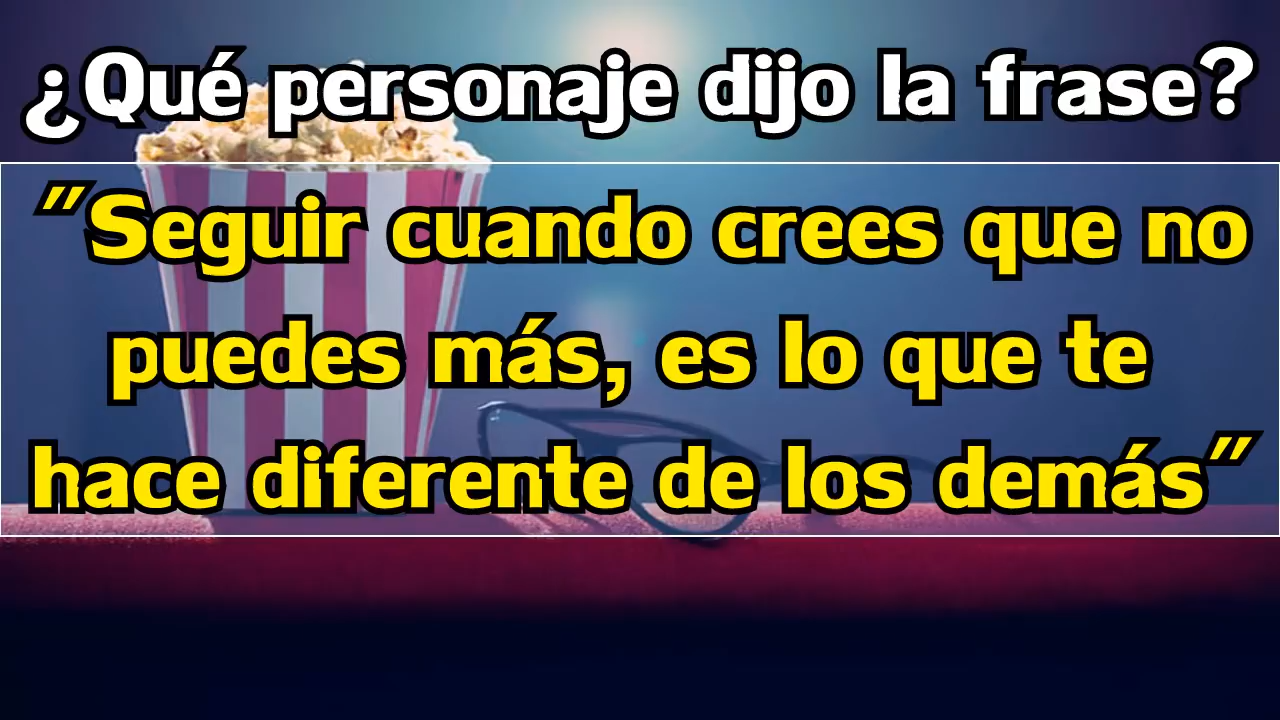 ¿Qué personaje dijo la frase?
"Seguir cuando crees que no
puedes más, es lo que te
hace diferente de los demás"